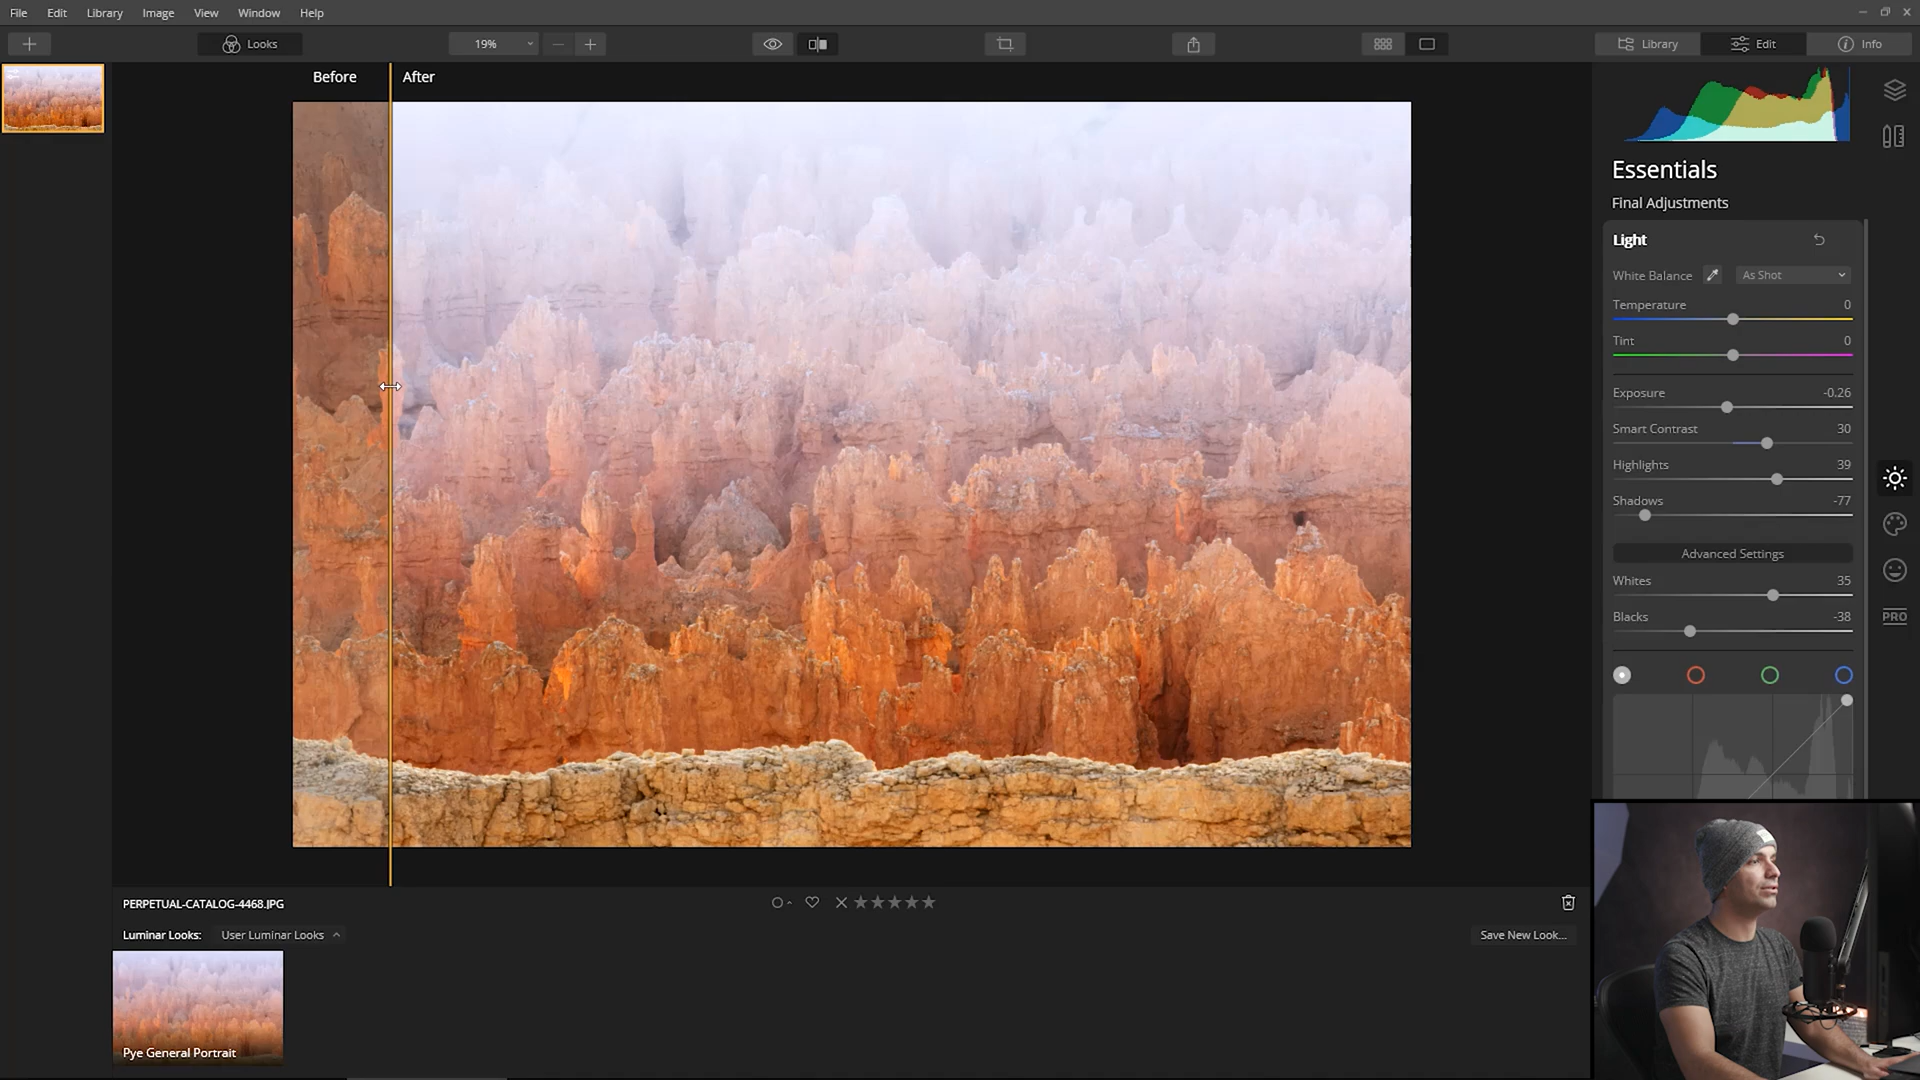 File Edit Library Image View Window Help
Looks 19% Library Edit Info
Before After
Essentials
Final Adjustments
Light
White Balance As Shot
Temperature 0
Tint 0
Exposure -0.26
Smart Contrast 30
Highlights 39
Shadows -77
Advanced Settings
Whites 35
Blacks -38
PRO
PERPETUAL-CATALOG-4468.JPG
Luminar Looks: User Luminar Looks Save New Look...
Pye General Portrait